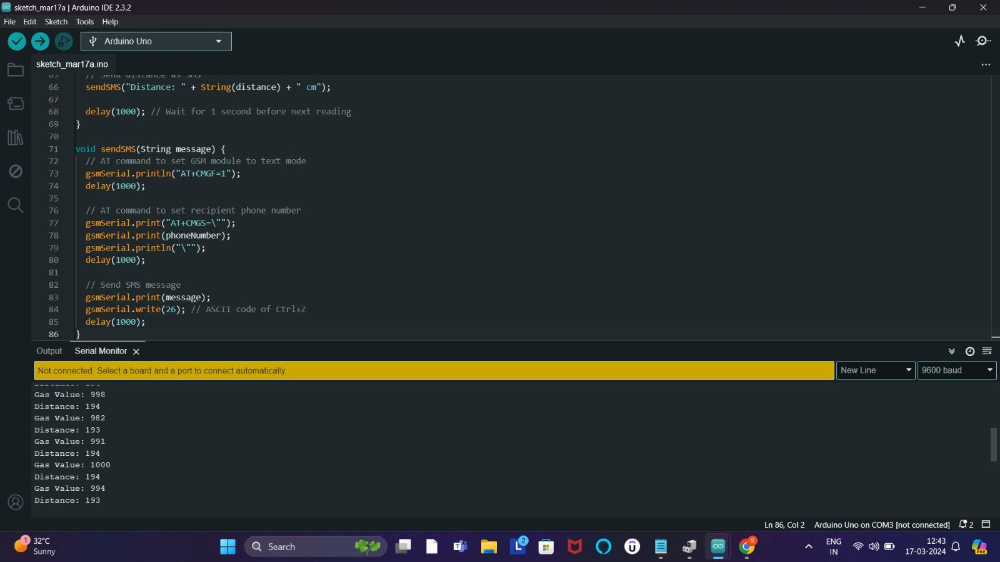 sketch_mar17a | Arduino IDE 2.3.2
File Edit Sketch Tools Help
Arduino Uno
sketch_mar17a.ino
65 // Send distance as SMS
66 sendSMS("Distance: " + String(distance) + " cm");
67
68 delay(1000); // Wait for 1 second before next reading
69 }
70
71 void sendSMS(String message) {
72 // AT command to set GSM module to text mode
73 gsmSerial.println("AT+CMGF=1");
74 delay(1000);
75
76 // AT command to set recipient phone number
77 gsmSerial.print("AT+CMGS=\"");
78 gsmSerial.print(phoneNumber);
79 gsmSerial.println("\"");
80 delay(1000);
81
82 // Send SMS message
83 gsmSerial.print(message);
84 gsmSerial.write(26); // ASCII code of Ctrl+Z
85 delay(1000);
86 }
Output Serial Monitor
Not connected. Select a board and a port to connect automatically.
New Line 9600 baud
Gas Value: 998
Distance: 194
Gas Value: 982
Distance: 193
Gas Value: 991
Distance: 194
Gas Value: 1000
Distance: 194
Gas Value: 994
Distance: 193
Ln 86, Col 2 Arduino Uno on COM3 [not connected] 2
1 32°C
Sunny
Search
2
S
ENG
IN
12:43
17-03-2024
PRE